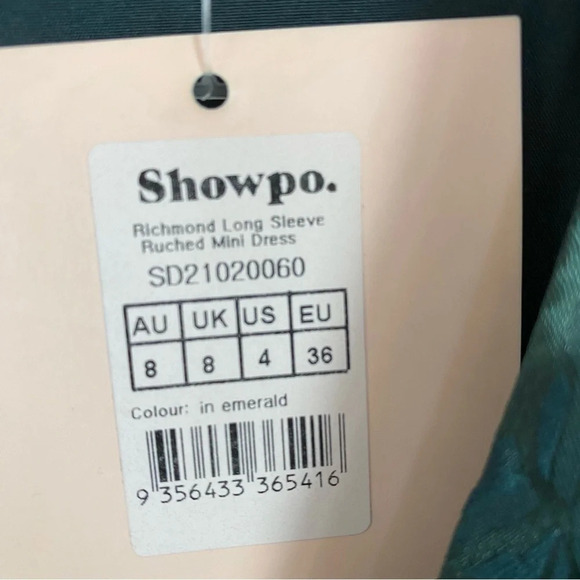 Showpo.
Richmond Long Sleeve
Ruched Mini Dress
SD21020060
AU UK US EU
8 8 4 36
Colour: in emerald
9 356433 365416